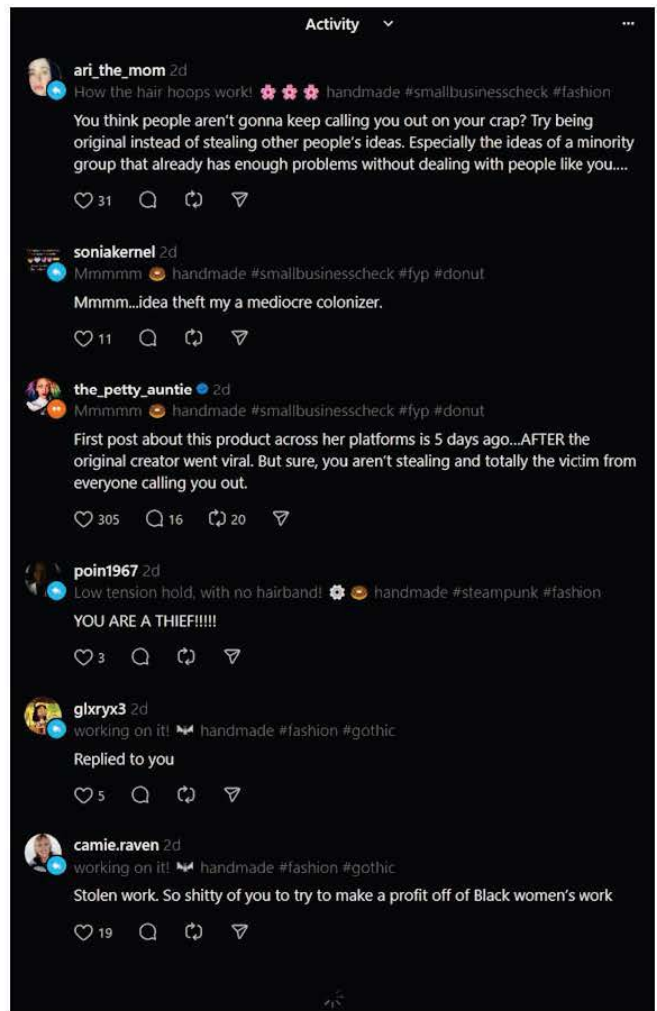 Activity
ari_the_mom 2d
How the hair hoops work! 🌸 🌸 🌸 handmade #smallbusinesscheck #fashion
You think people aren't gonna keep calling you out on your crap? Try being
original instead of stealing other people's ideas. Especially the ideas of a minority
group that already has enough problems without dealing with people like you....
31
soniakernel 2d
Mmmmm 🍩 handmade #smallbusinesscheck #fyp #donut
Mmmm...idea theft my a mediocre colonizer.
11
the_petty_auntie 2d
Mmmmm 🍩 handmade #smallbusinesscheck #fyp #donut
First post about this product across her platforms is 5 days ago...AFTER the
original creator went viral. But sure, you aren't stealing and totally the victim from
everyone calling you out.
305 16 20
poin1967 2d
Low tension hold, with no hairband! ⚙️ 🍩 handmade #steampunk #fashion
YOU ARE A THIEF!!!!!
3
glxryx3 2d
working on it! 🦇 handmade #fashion #gothic
Replied to you
5
camie.raven 2d
working on it! 🦇 handmade #fashion #gothic
Stolen work. So shitty of you to try to make a profit off of Black women's work
19